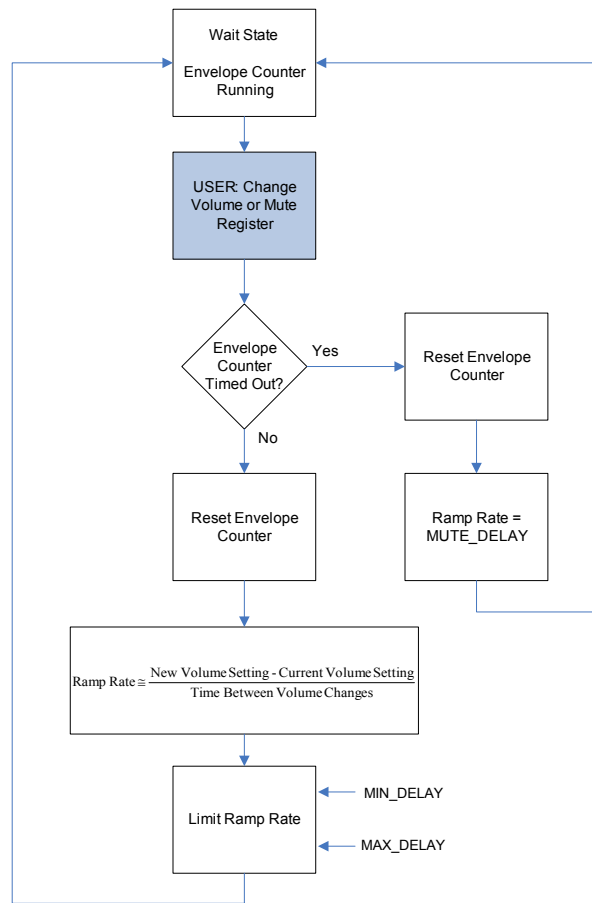 Wait State
Envelope Counter
Running
USER: Change
Volume or Mute
Register
Envelope
Counter
Timed Out?
Yes
Reset Envelope
Counter
No
Reset Envelope
Counter
Ramp Rate =
MUTE_DELAY
Ramp Rate ≅ New Volume Setting - Current Volume Setting
Time Between Volume Changes
Limit Ramp Rate
MIN_DELAY
MAX_DELAY